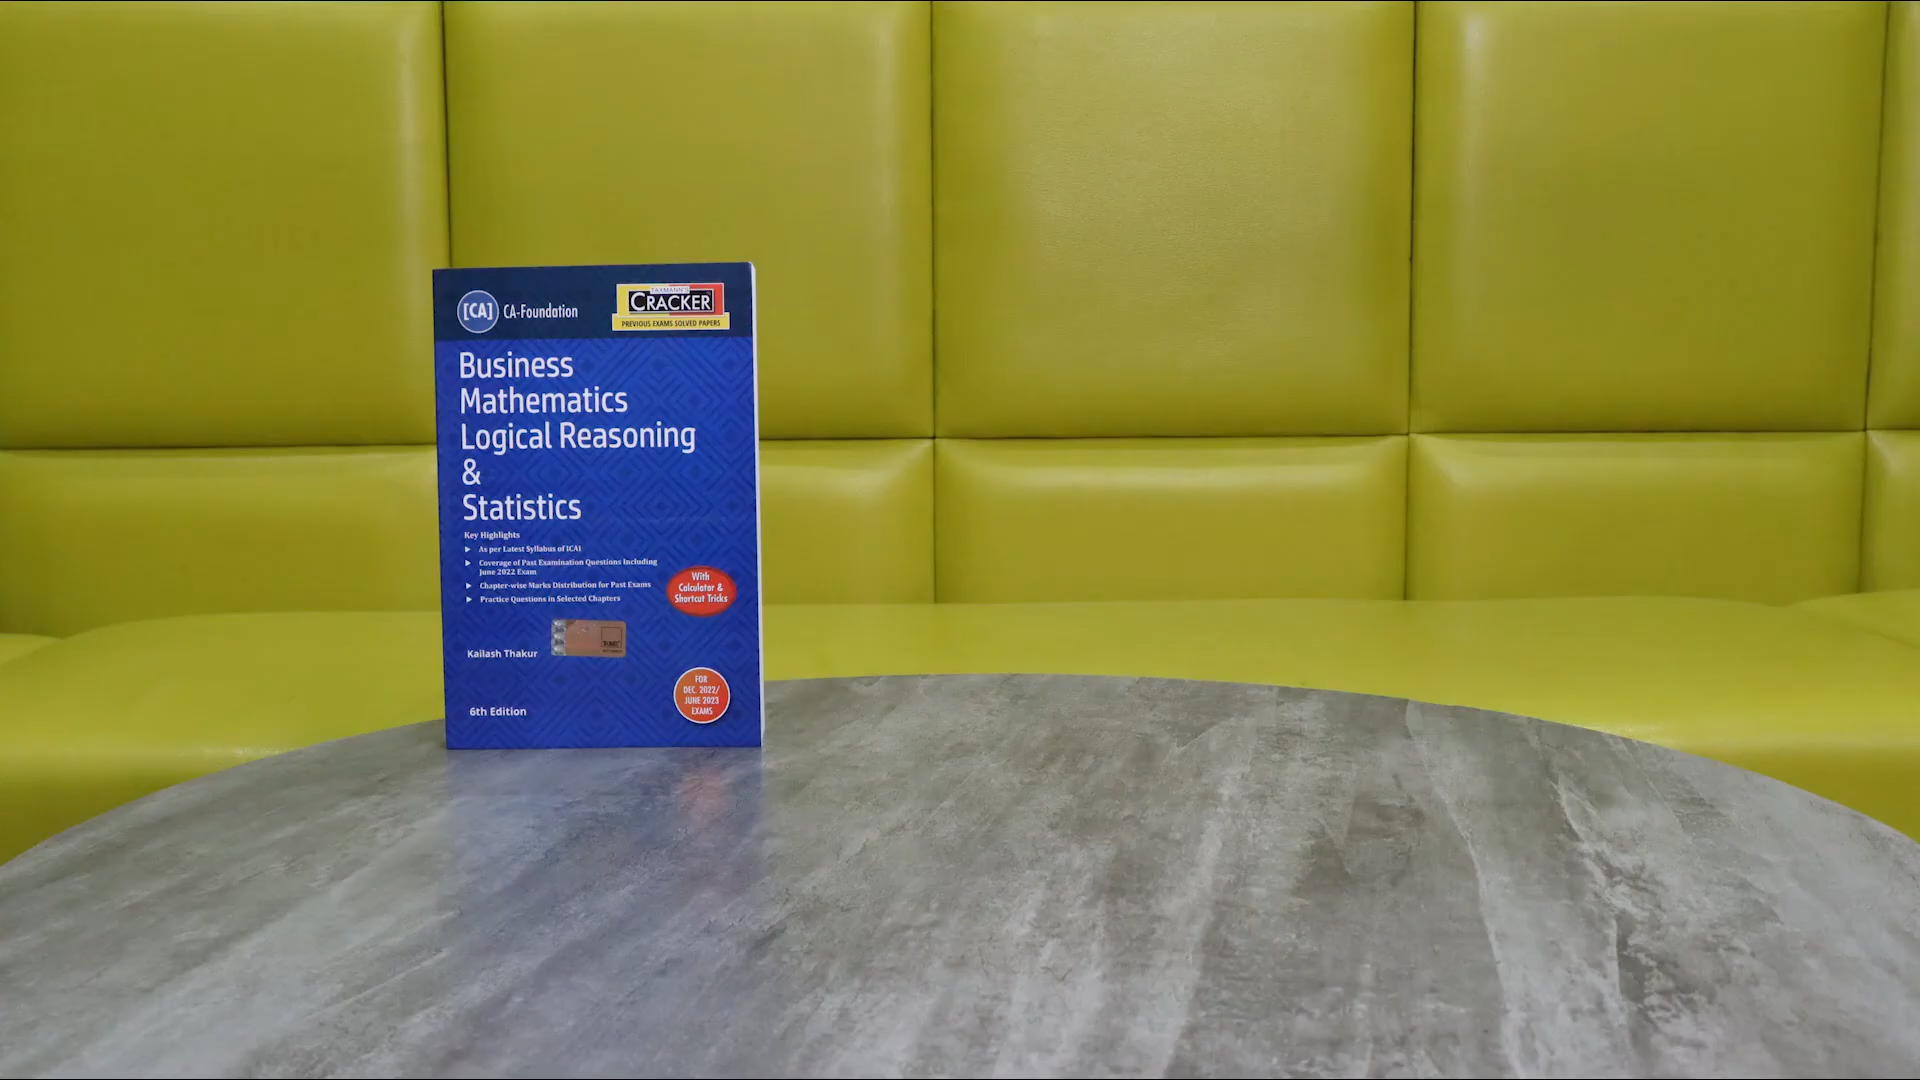 [CA] CA-Foundation
TAXMANN'S
CRACKER
PREVIOUS EXAMS SOLVED PAPERS
Business
Mathematics
Logical Reasoning
&
Statistics
Key Highlights
▶ As per Latest Syllabus of ICAI
▶ Coverage of Past Examination Questions Including
June 2022 Exam
▶ Chapter-wise Marks Distribution for Past Exams
▶ Practice Questions in Selected Chapters
With
Calculator &
Shortcut Tricks
Kailash Thakur
FOR
DEC. 2022/
JUNE 2023
EXAMS
6th Edition